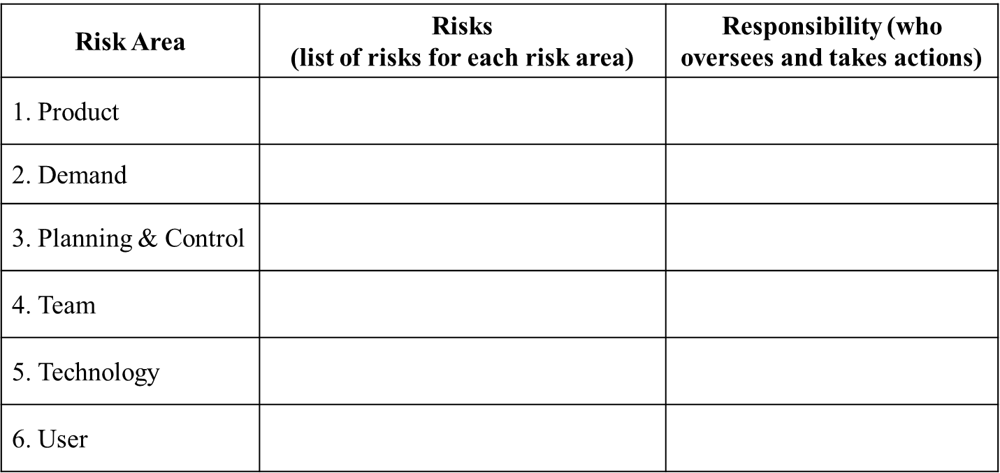 Risk Area
Risks
(list of risks for each risk area)
Responsibility (who
oversees and takes actions)
1. Product
2. Demand
3. Planning & Control
4. Team
5. Technology
6. User